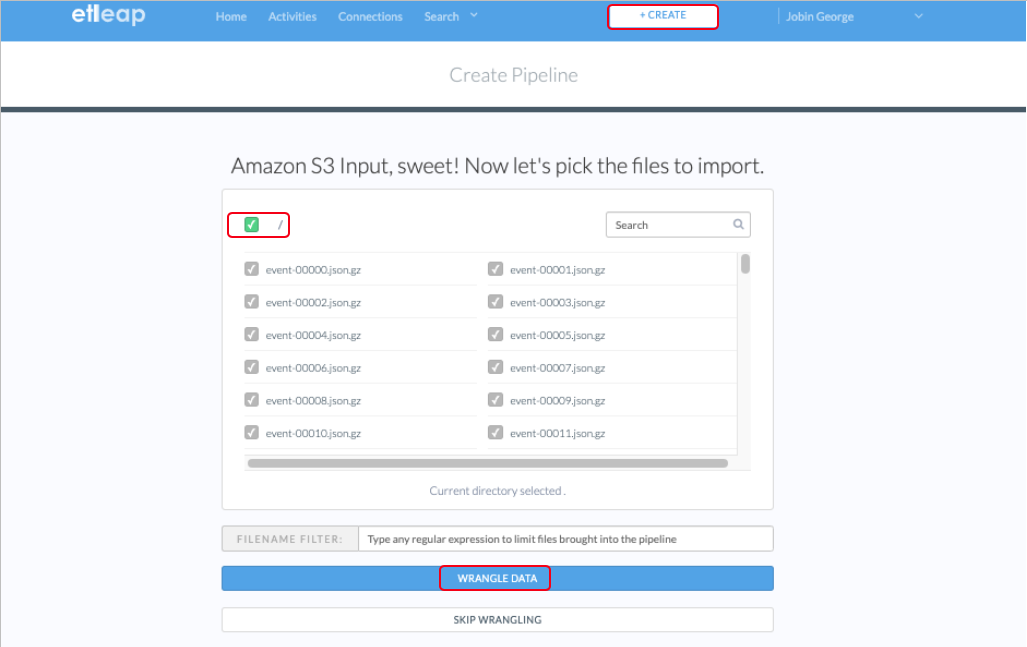 etleap
Home Activities Connections Search + CREATE Jobin George
Create Pipeline
Amazon S3 Input, sweet! Now let's pick the files to import.
/ Search
event-00000.json.gz event-00001.json.gz
event-00002.json.gz event-00003.json.gz
event-00004.json.gz event-00005.json.gz
event-00006.json.gz event-00007.json.gz
event-00008.json.gz event-00009.json.gz
event-00010.json.gz event-00011.json.gz
Current directory selected .
FILENAME FILTER: Type any regular expression to limit files brought into the pipeline
WRANGLE DATA
SKIP WRANGLING